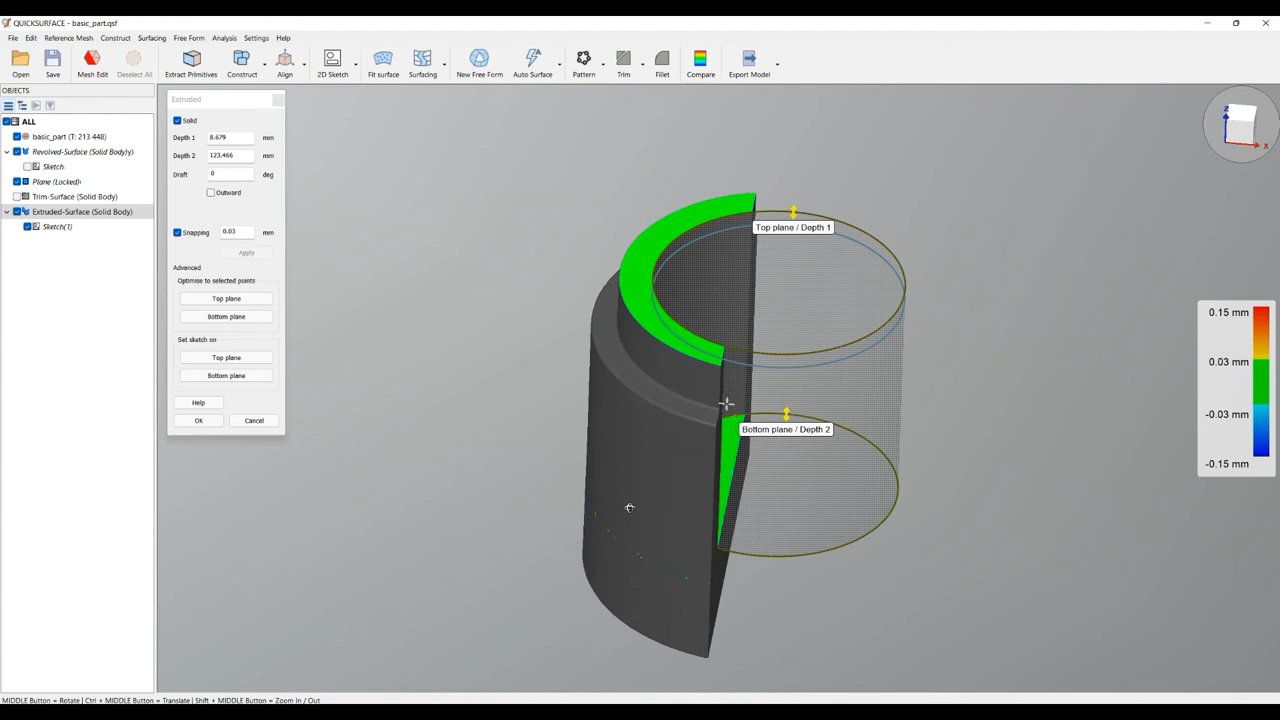 QUICKSURFACE - basic_part.qsf
File Edit Reference Mesh Construct Surfacing Free Form Analysis Settings Help
Open Save Mesh Edit Deselect All Extract Primitives Construct Align 2D Sketch Fit surface Surfacing New Free Form Auto Surface Pattern Trim Fillet Compare Export Model
OBJECTS
ALL
basic_part (T: 213 448)
Revolved-Surface (Solid Body)y)
Sketch
Plane (Locked)
Trim-Surface (Solid Body)
Extruded-Surface (Solid Body)
Sketch(1)
Extruded
Solid
Depth 1 8.679 mm
Depth 2 123.466 mm
Draft 0 deg
Outward
Snapping 0.03 mm
Apply
Advanced
Optimise to selected points
Top plane
Bottom plane
Set sketch on
Top plane
Bottom plane
Help
OK Cancel
Top plane / Depth 1
Bottom plane / Depth 2
Z
X
0.15 mm
0.03 mm
-0.03 mm
-0.15 mm
MIDDLE Button = Rotate | Ctrl + MIDDLE Button = Translate | Shift + MIDDLE Button = Zoom In / Out